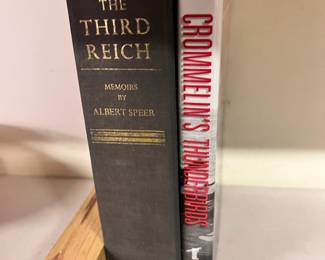 THE
THIRD
REICH
MEMOIRS
BY
ALBERT SPEER
CROMMELIN'S THUNDERBIRDS